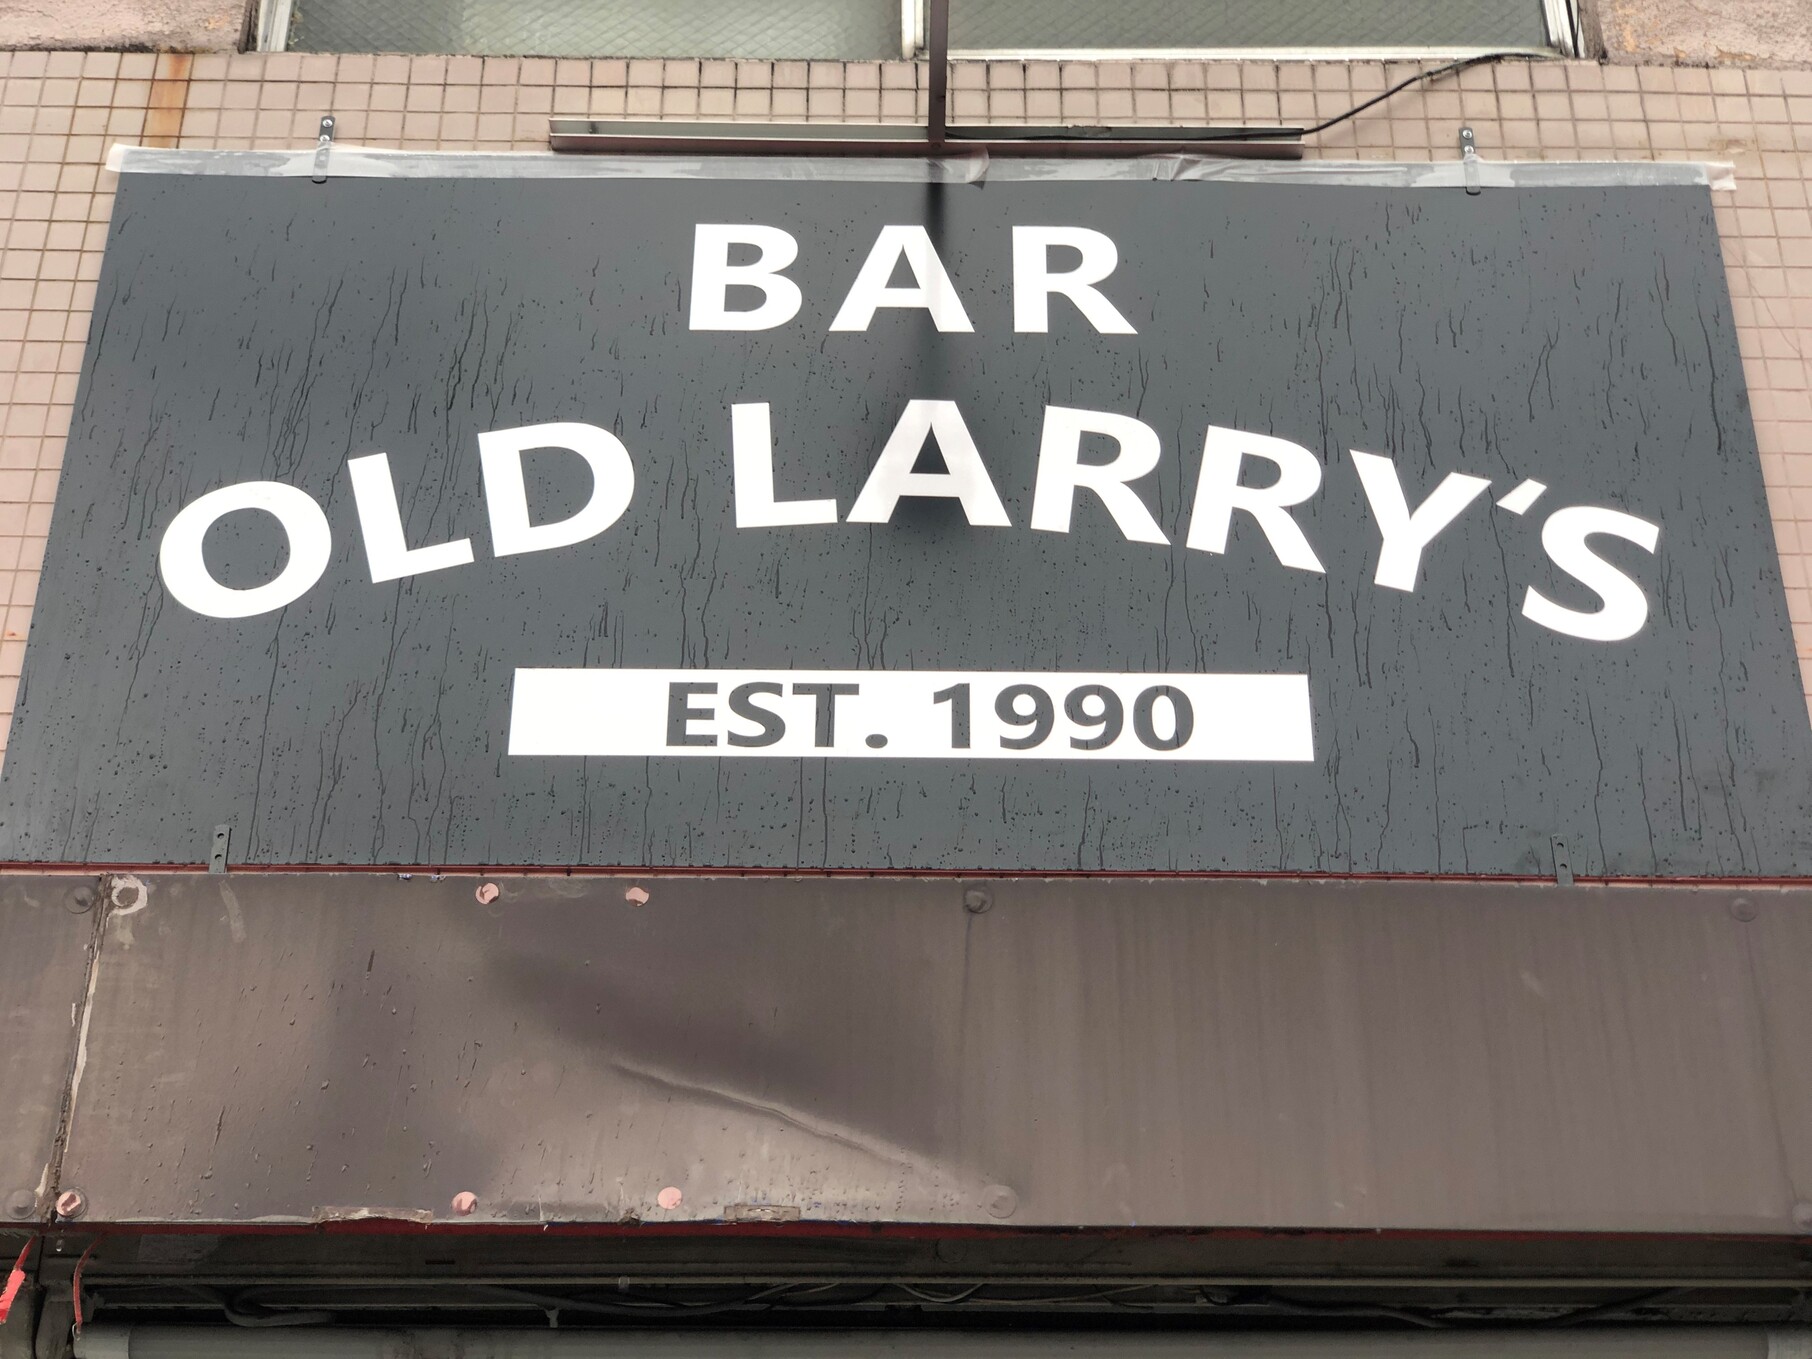 BAR
OLD LARRY'S
EST. 1990